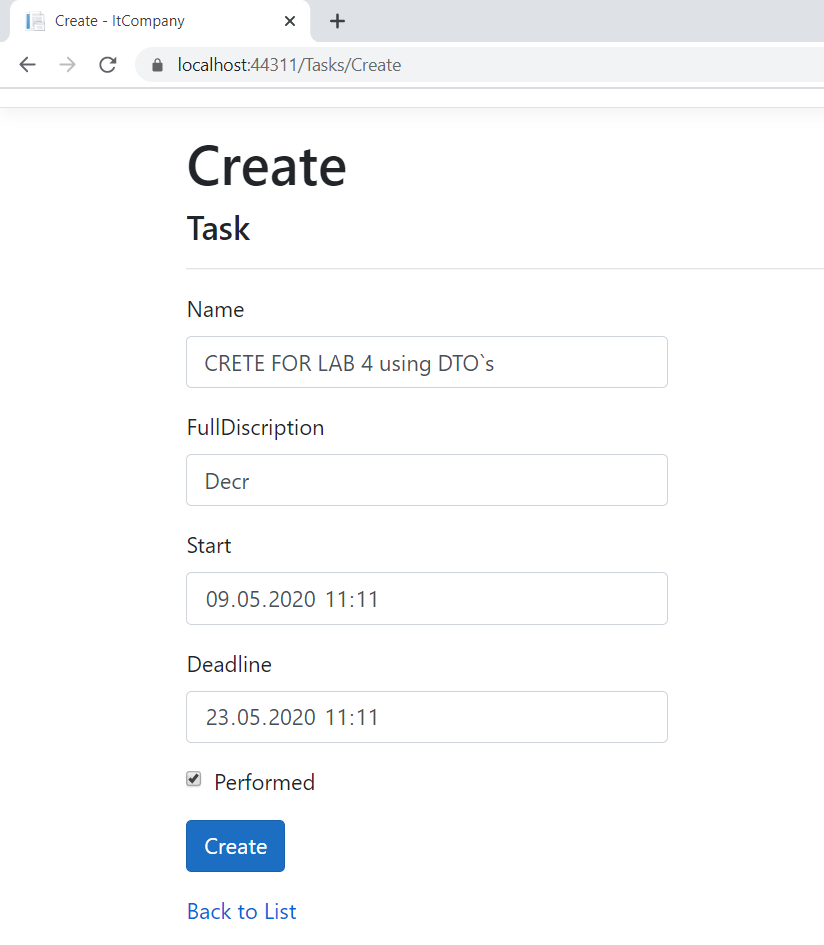 Create - ItCompany
localhost:44311/Tasks/Create
Create
Task
Name
CRETE FOR LAB 4 using DTO`s
FullDiscription
Decr
Start
09.05.2020 11:11
Deadline
23.05.2020 11:11
Performed
Create
Back to List